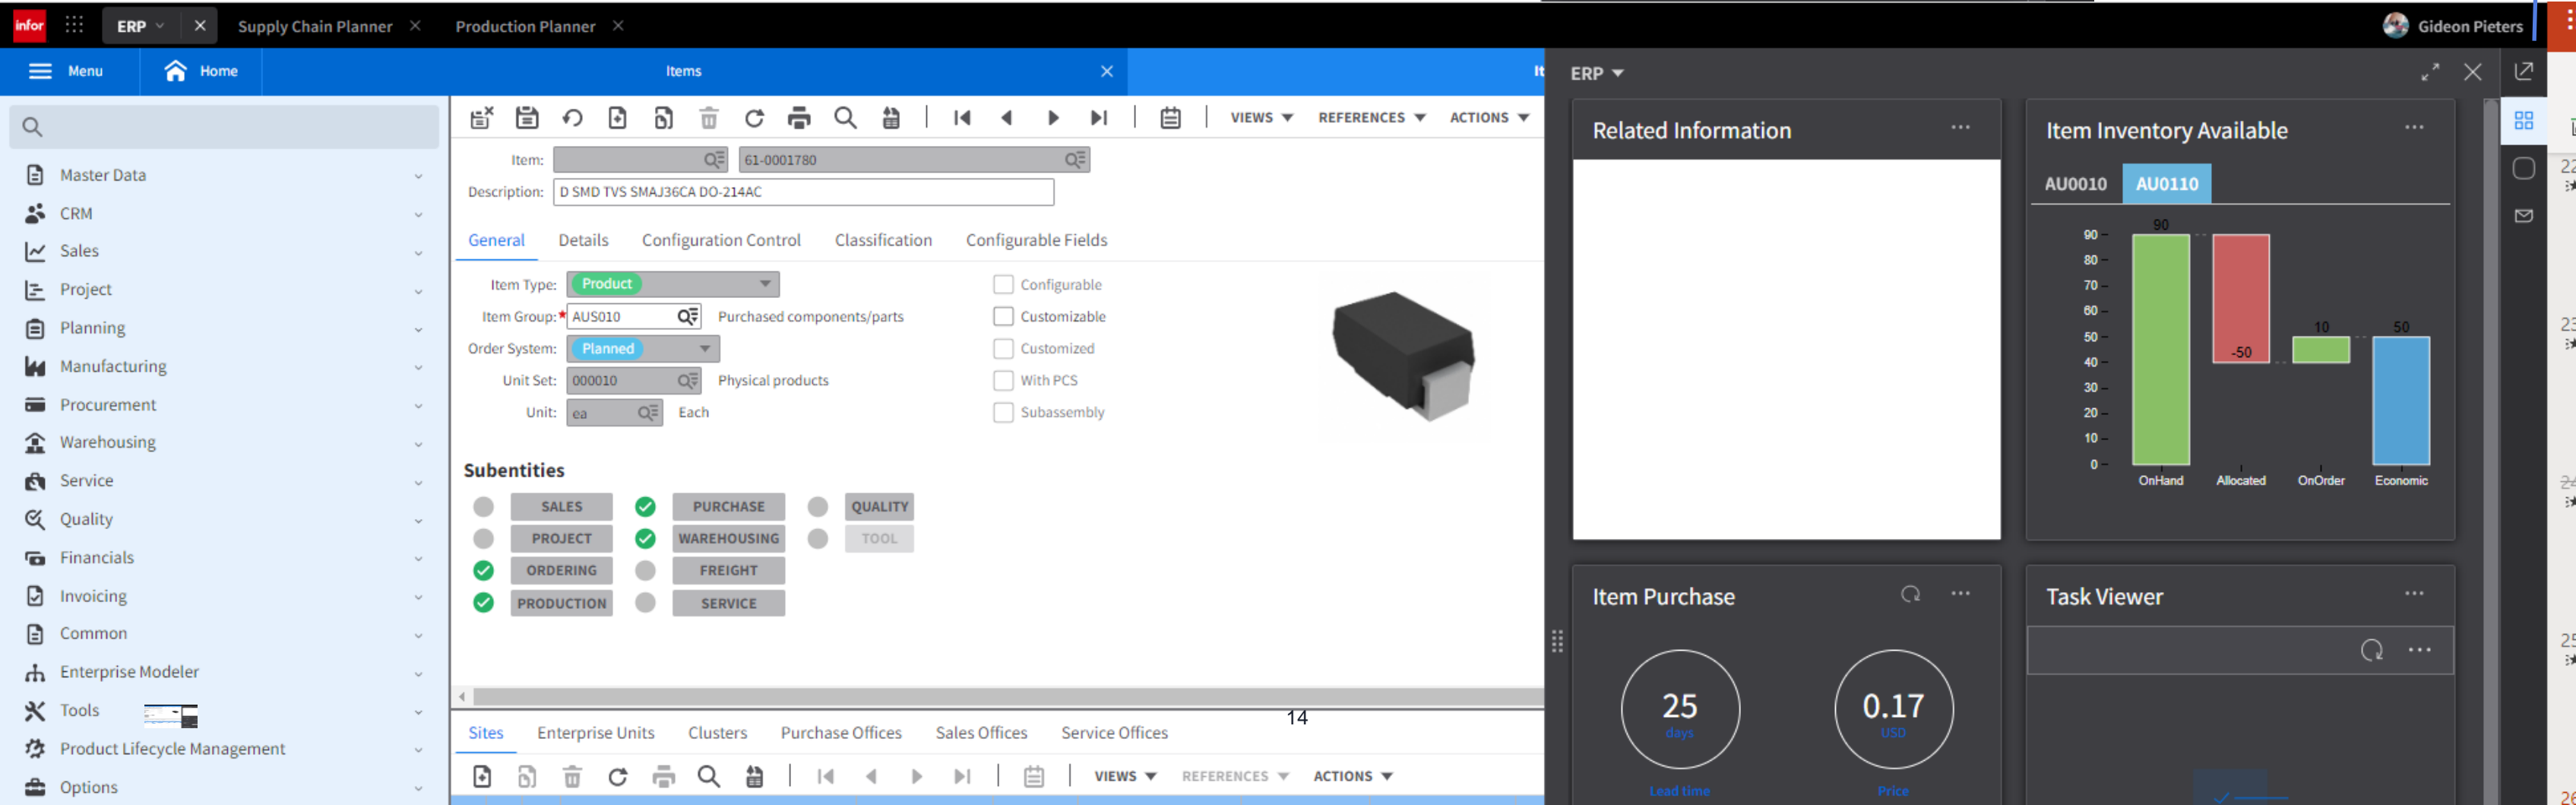 infor
ERP
Supply Chain Planner
Production Planner
Gideon Pieters
Menu
Home
Items
Master Data
CRM
Sales
Project
Planning
Manufacturing
Procurement
Warehousing
Service
Quality
Financials
Invoicing
Common
Enterprise Modeler
Tools
Product Lifecycle Management
Options
VIEWS REFERENCES ACTIONS
Item: 61-0001780
Description: D SMD TVS SMAJ36CA DO-214AC
General Details Configuration Control Classification Configurable Fields
Item Type: Product
Configurable
Item Group:* AUS010 Purchased components/parts
Customizable
Order System: Planned
Customized
Unit Set: 000010 Physical products
With PCS
Unit: ea Each
Subassembly
Subentities
SALES PURCHASE QUALITY
PROJECT WAREHOUSING TOOL
ORDERING FREIGHT
PRODUCTION SERVICE
14
Sites Enterprise Units Clusters Purchase Offices Sales Offices Service Offices
VIEWS REFERENCES ACTIONS
ERP
Related Information
Item Inventory Available
AU0010 AU0110
90
80
70
60
50
40
30
20
10
0
90
-50
10
50
OnHand Allocated OnOrder Economic
Item Purchase
25
days
Lead time
0.17
USD
Price
Task Viewer